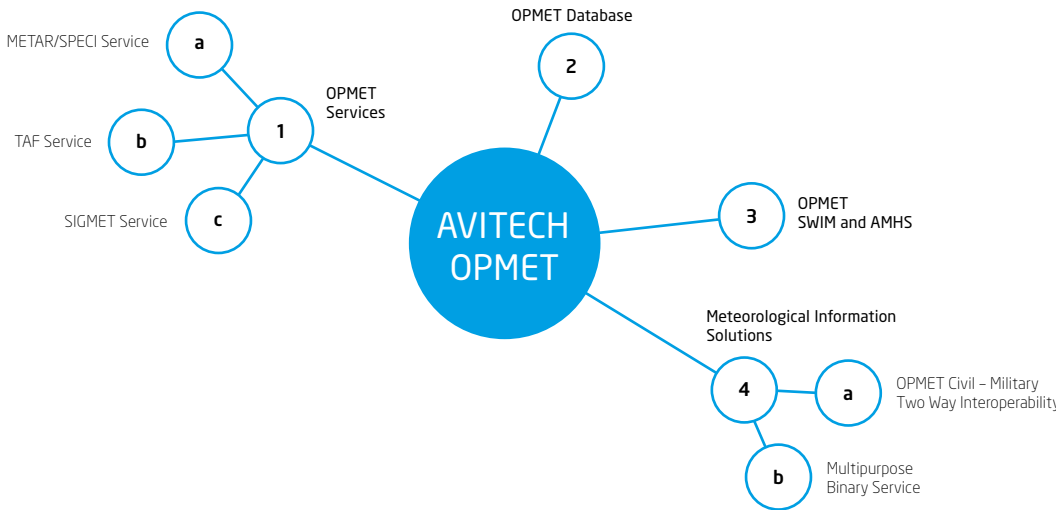 METAR/SPECI Service
a
TAF Service
b
SIGMET Service
c
1
OPMET
Services
OPMET Database
2
AVITECH
OPMET
3
OPMET
SWIM and AMHS
Meteorological Information
Solutions
4
a
OPMET Civil – Military
Two Way Interoperability
b
Multipurpose
Binary Service